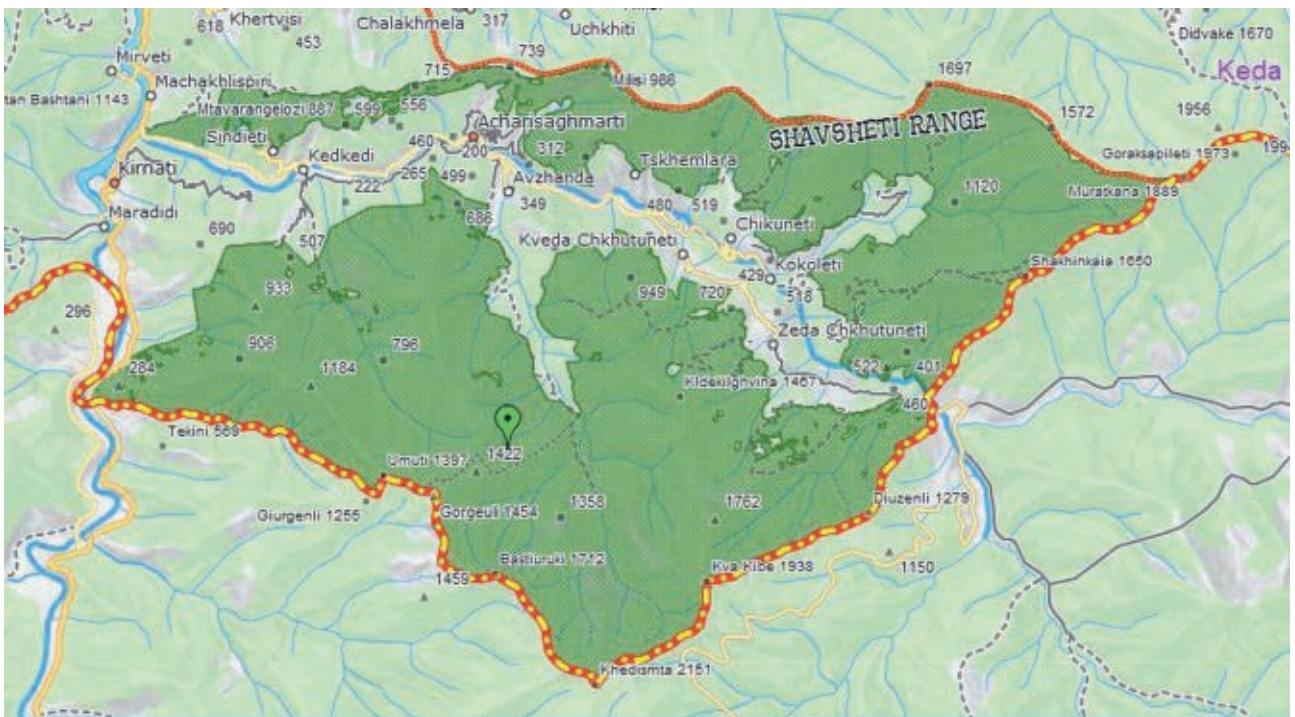 317
618
Khertvisi
Chalakhmela
Uchkhiti
453
739
Didvake 1670
Mirveti
715
Keda
Machakhlispiri
Milisi 986
1697
tan Bashtani 1143
Mtavarangelozi 887
599
556
1956
1572
SHAVSHETI RANGE
Acharisaghmarti
Sindieti
460
200
312
199
Goraksapileti 1973
Kedkedi
Tskhemlara
Kirnati
265
499
Avzhanda
222
349
480
519
1120
Muratkana 1889
Maradidi
690
686
Chikuneti
507
Kveda Chkhutuneti
Kokoleti
429
Shakhinkaia 1650
933
949
720
518
296
Zeda Chkhutuneti
906
796
284
1184
522
401
Kldekilghvina 1467
460
Tekini 569
1422
Umuti 1397
Giurgenli 1255
Gorgeuli 1454
1358
1762
Diuzenli 1279
Bastiuruki 1712
1459
Kva Kibe 1938
1150
Khedismta 2151